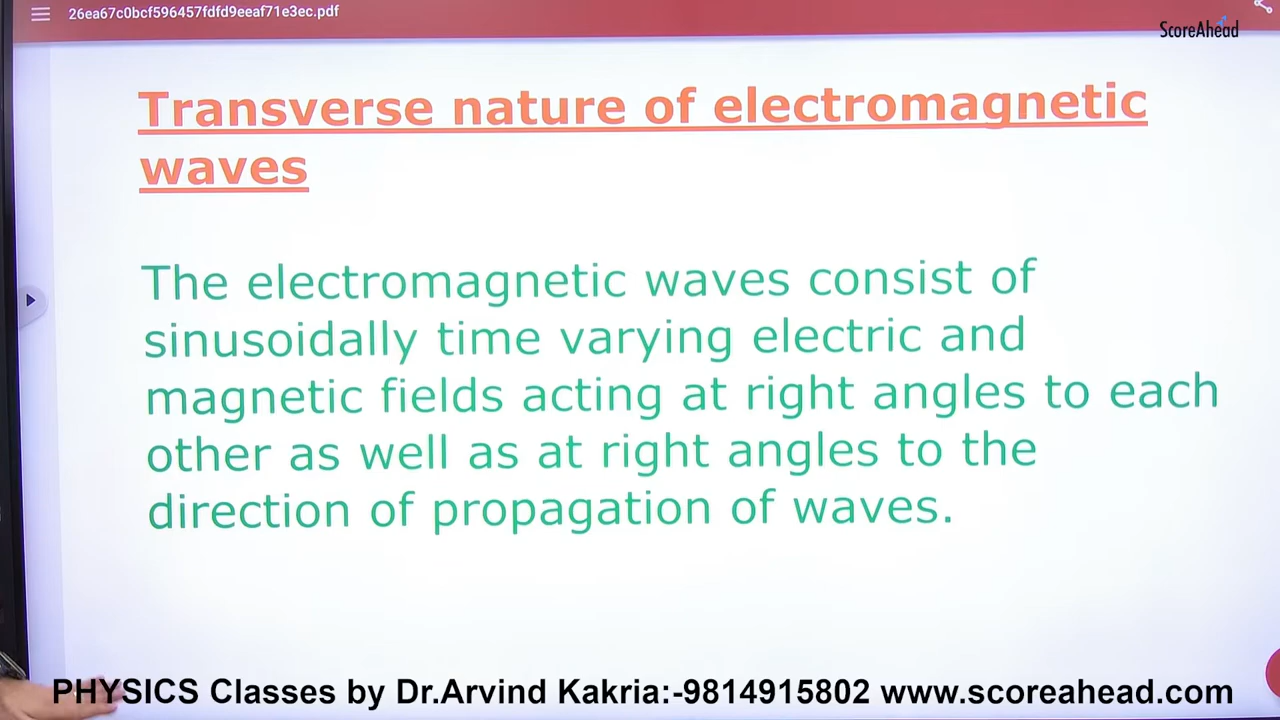 26ea67c0bcf596457fdfd9eeaf71e3ec.pdf
ScoreAhead
Transverse nature of electromagnetic
waves
The electromagnetic waves consist of
sinusoidally time varying electric and
magnetic fields acting at right angles to each
other as well as at right angles to the
direction of propagation of waves.
PHYSICS Classes by Dr.Arvind Kakria:-9814915802 www.scoreahead.com